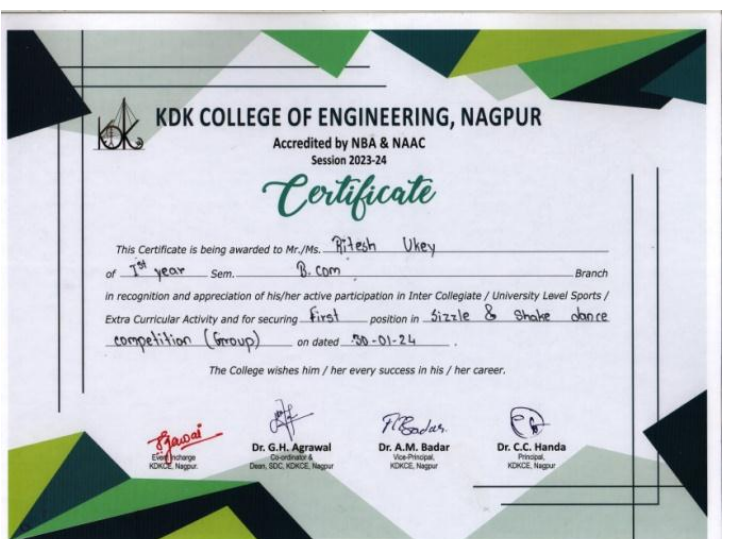 KDK
KDK COLLEGE OF ENGINEERING, NAGPUR
Accredited by NBA & NAAC
Session 2023-24
Certificate
This Certificate is being awarded to Mr./Ms. Ritesh Ukey
of Ist year Sem. B.com Branch
in recognition and appreciation of his/her active participation in Inter Collegiate / University Level Sports /
Extra Curricular Activity and for securing First position in Sizzle & Shake dance
competition (Group) on dated 30-01-24 .
The College wishes him / her every success in his / her career.
Event Incharge
KDKCE, Nagpur.
Dr. G.H. Agrawal
Co-ordinator &
Dean, SDC, KDKCE, Nagpur
Dr. A.M. Badar
Vice-Principal,
KDKCE, Nagpur
Dr. C.C. Handa
Principal,
KDKCE, Nagpur